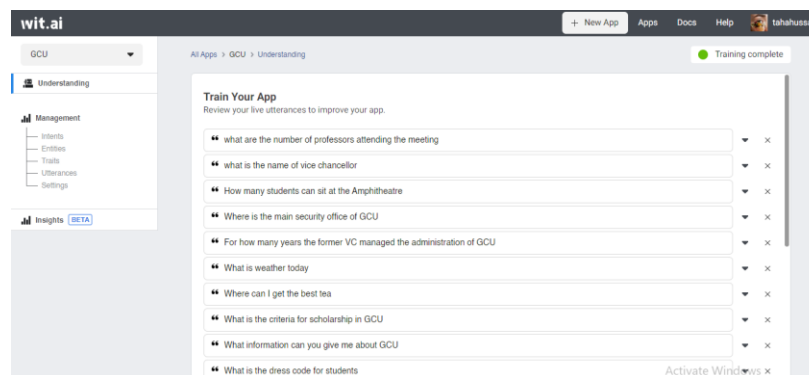 wit.ai
+ New App Apps Docs Help
GCU
All Apps > GCU > Understanding
Training complete
Understanding
Management
Intents
Entities
Traits
Utterances
Settings
Insights BETA
Train Your App
Review your live utterances to improve your app.
❝ what are the number of professors attending the meeting
❝ what is the name of vice chancellor
❝ How many students can sit at the Amphitheatre
❝ Where is the main security office of GCU
❝ For how many years the former VC managed the administration of GCU
❝ What is weather today
❝ Where can I get the best tea
❝ What is the criteria for scholarship in GCU
❝ What information can you give me about GCU
❝ What is the dress code for students
Activate Windows